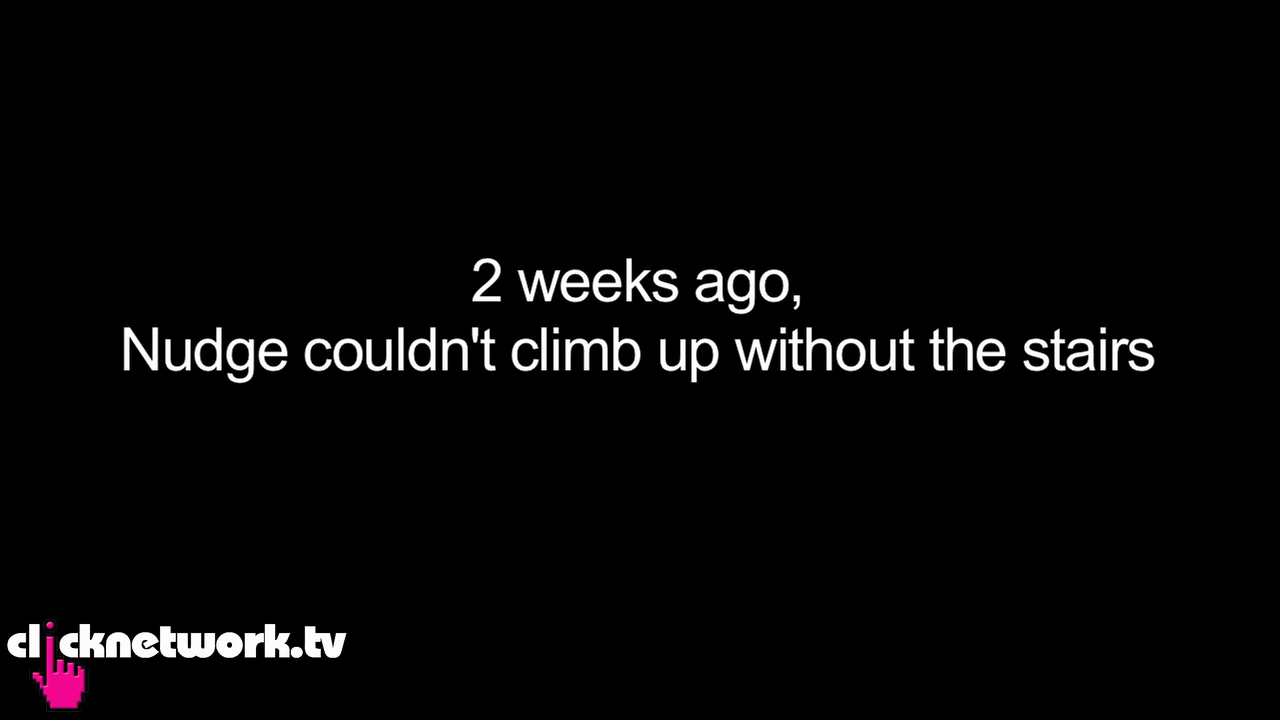 2 weeks ago,
Nudge couldn't climb up without the stairs
clicknetwork.tv